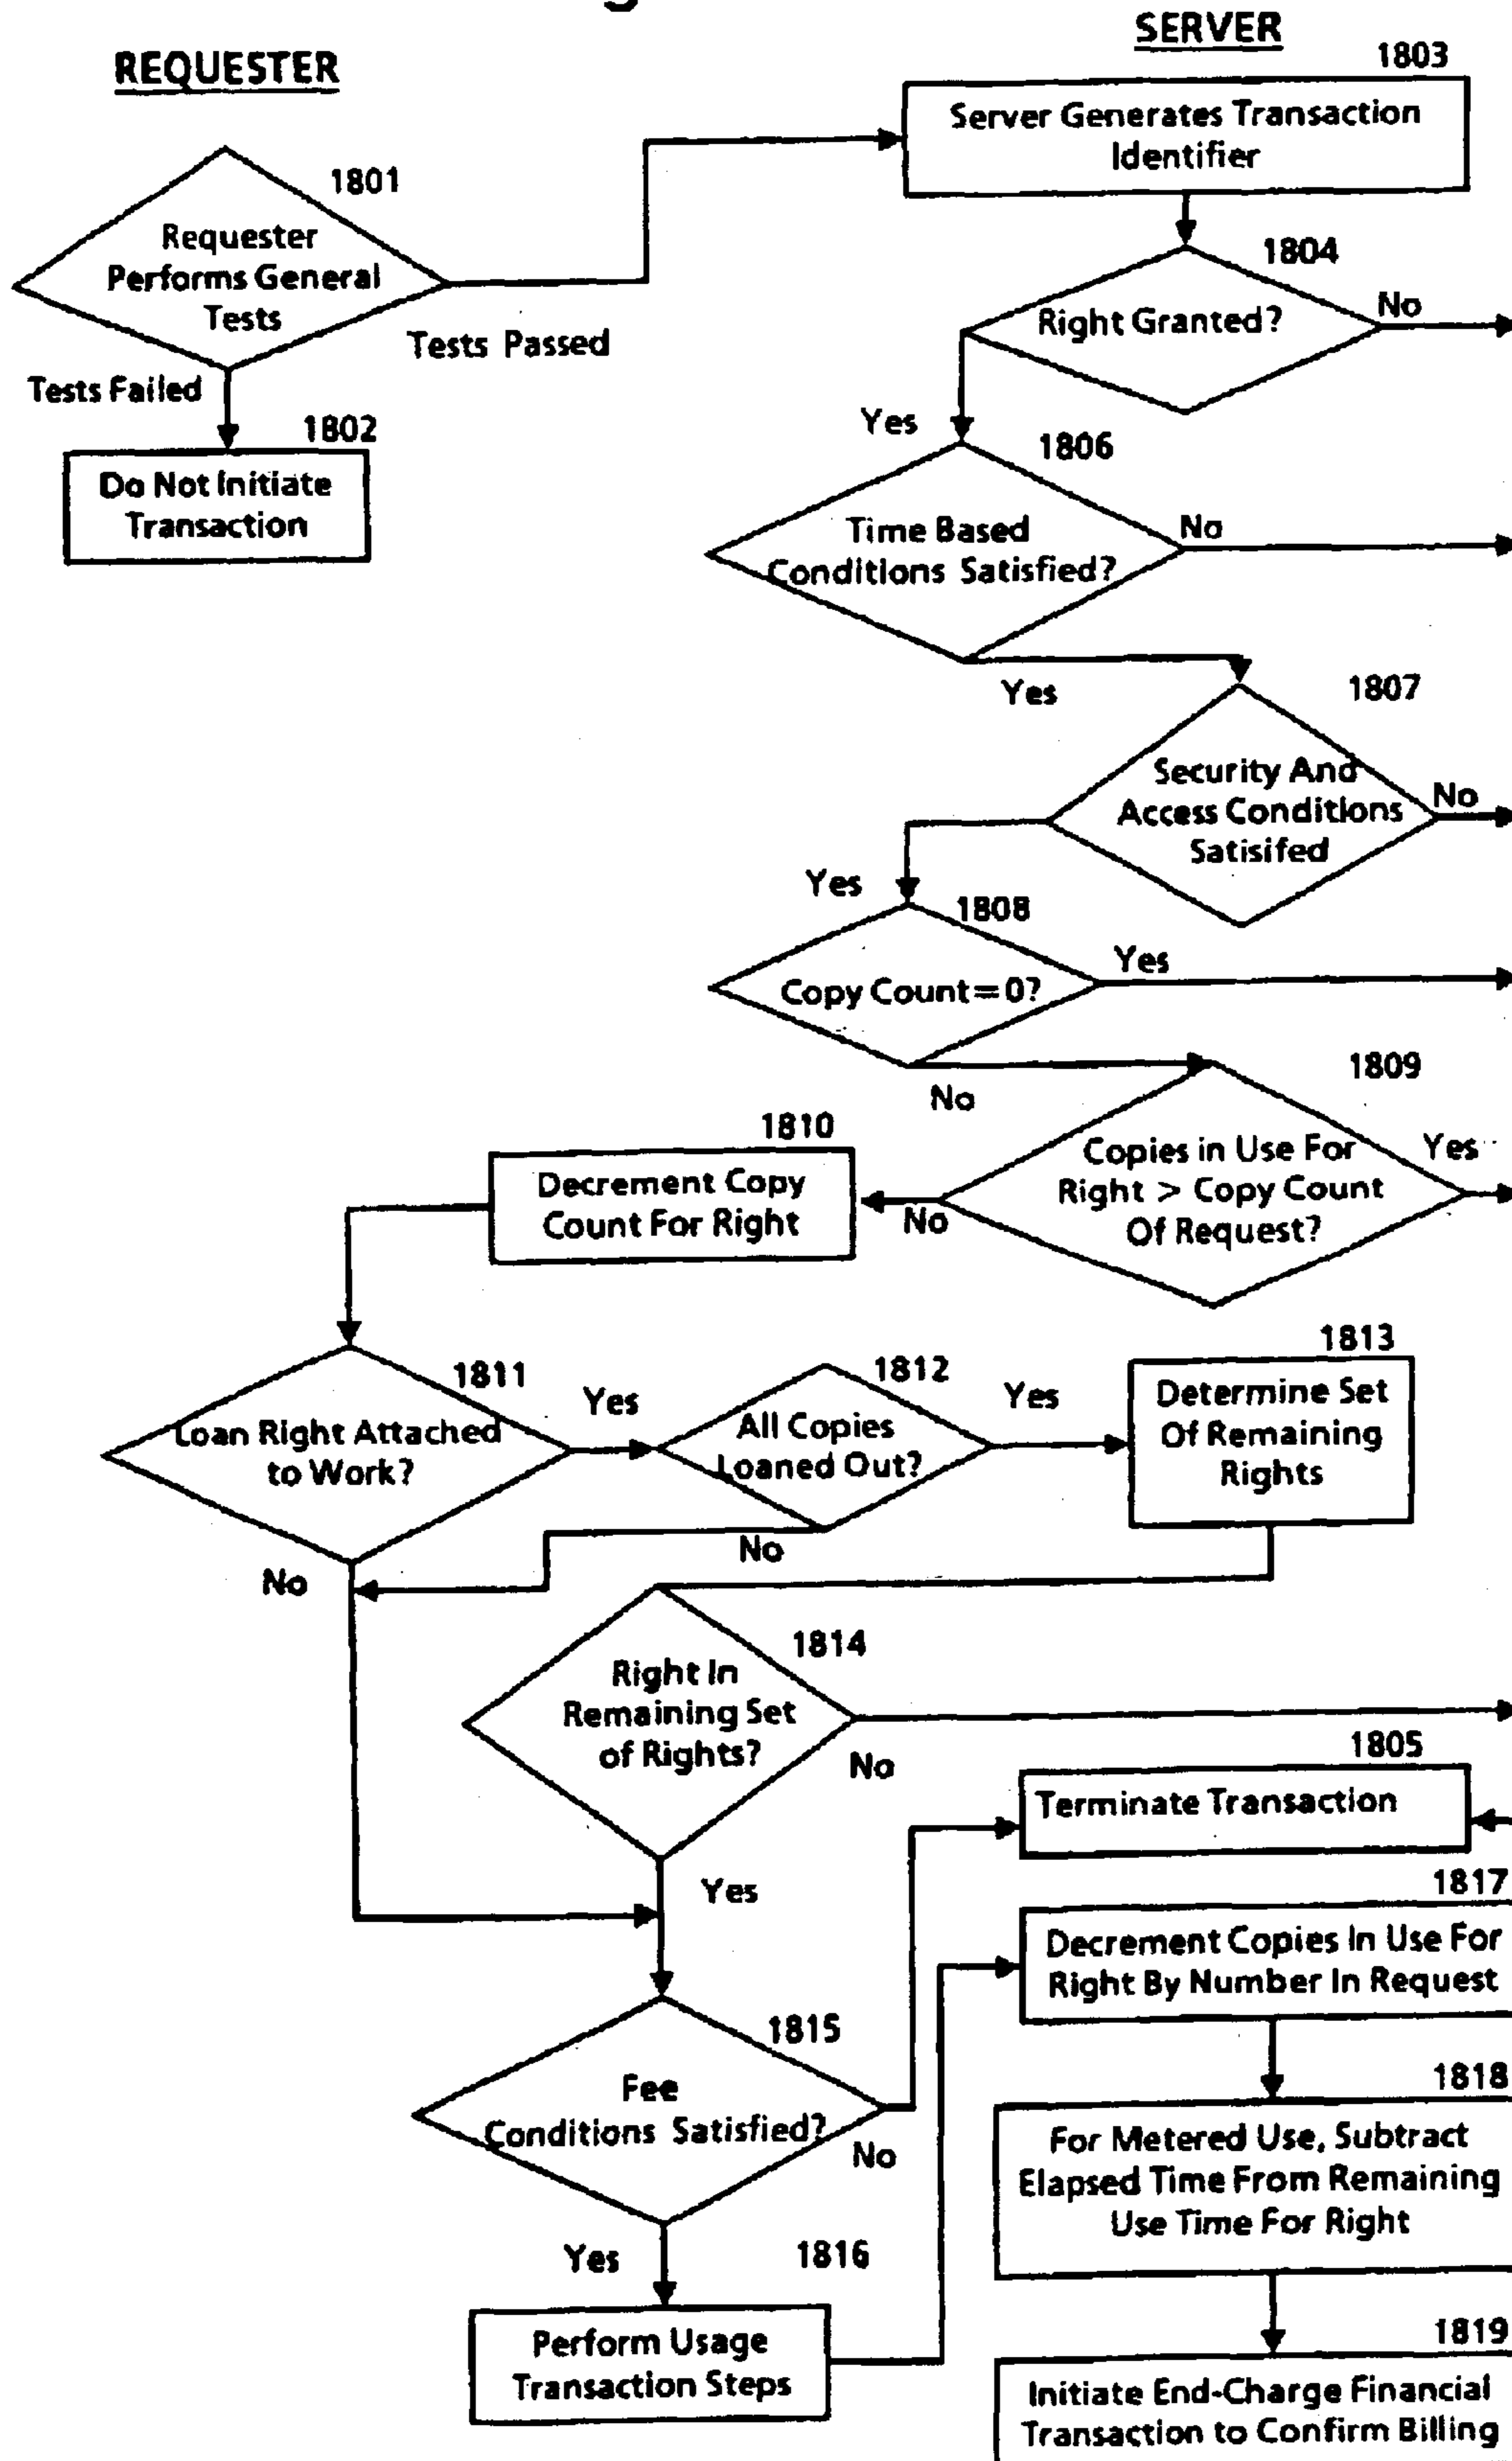 SERVER
REQUESTER
1803
Server Generates Transaction
Identifier
1801
Requester
Performs General
Tests
Tests Passed
Tests Failed
1802
Do Not Initiate
Transaction
1804
Right Granted?
No
Yes
1806
Time Based
Conditions Satisfied?
No
Yes
1807
Security And
Access Conditions
Satisifed
No
Yes
1808
Copy Count=0?
Yes
No
1809
Copies in Use For
Right > Copy Count
Of Request?
Yes
No
1810
Decrement Copy
Count For Right
1811
Loan Right Attached
to Work?
Yes
No
1812
All Copies
Loaned Out?
Yes
No
1813
Determine Set
Of Remaining
Rights
1814
Right In
Remaining Set
of Rights?
No
Yes
1805
Terminate Transaction
1815
Fee
Conditions Satisfied?
No
Yes
1816
Perform Usage
Transaction Steps
1817
Decrement Copies In Use For
Right By Number In Request
1818
For Metered Use, Subtract
Elapsed Time From Remaining
Use Time For Right
1819
Initiate End-Charge Financial
Transaction to Confirm Billing